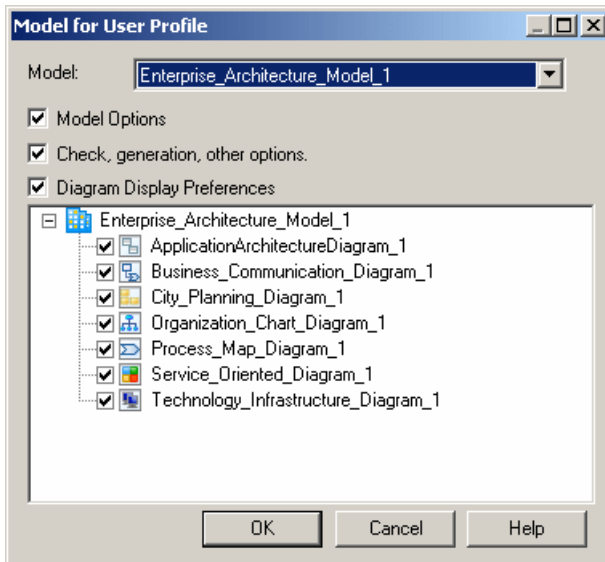 Model for User Profile
Model: Enterprise_Architecture_Model_1
Model Options
Check, generation, other options.
Diagram Display Preferences
Enterprise_Architecture_Model_1
ApplicationArchitectureDiagram_1
Business_Communication_Diagram_1
City_Planning_Diagram_1
Organization_Chart_Diagram_1
Process_Map_Diagram_1
Service_Oriented_Diagram_1
Technology_Infrastructure_Diagram_1
OK Cancel Help